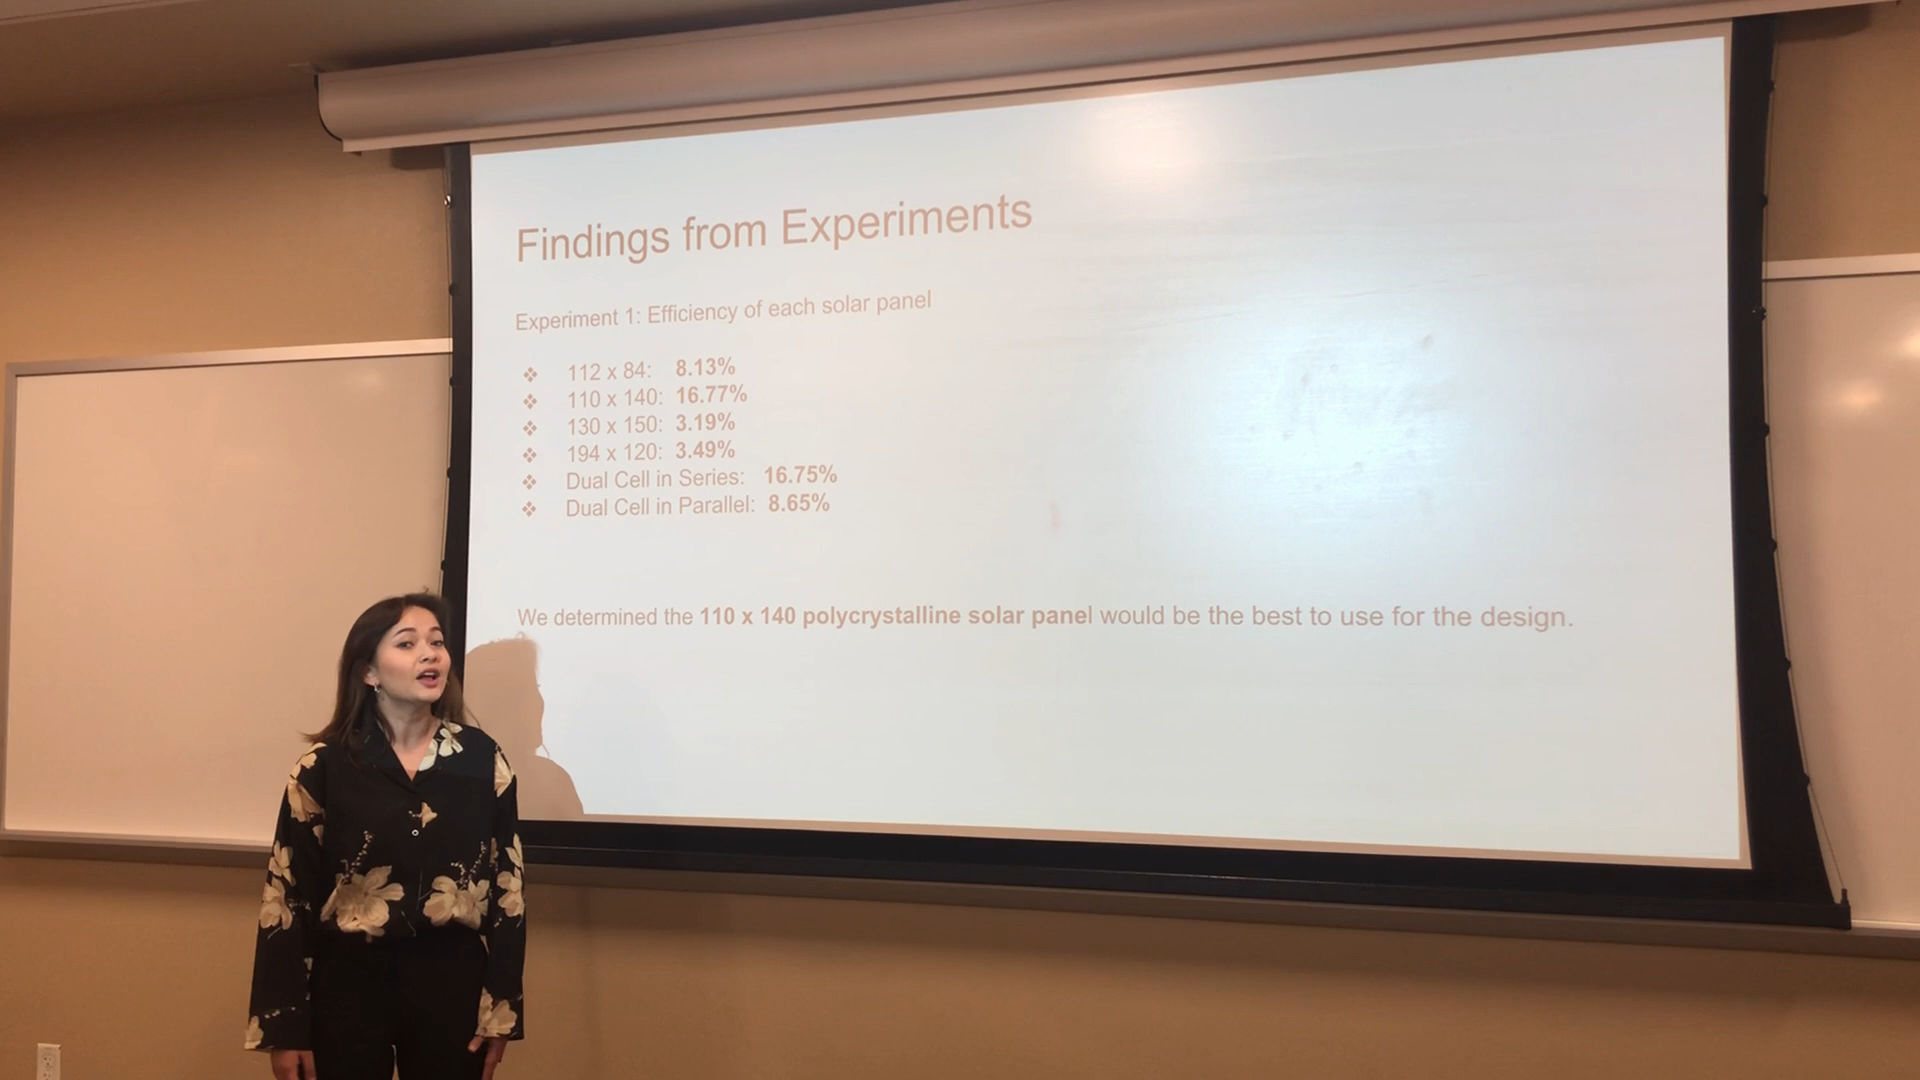 Findings from Experiments
Experiment 1: Efficiency of each solar panel
❖ 112 x 84: 8.13%
❖ 110 x 140: 16.77%
❖ 130 x 150: 3.19%
❖ 194 x 120: 3.49%
❖ Dual Cell in Series: 16.75%
❖ Dual Cell in Parallel: 8.65%
We determined the 110 x 140 polycrystalline solar panel would be the best to use for the design.